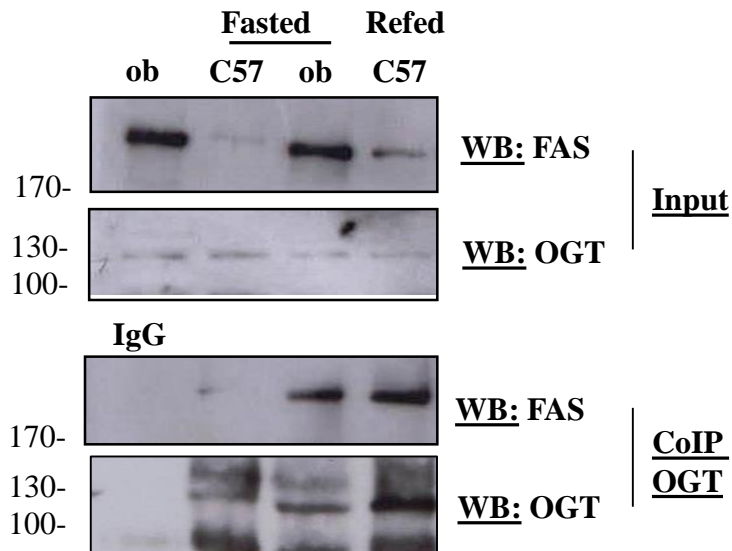 Fasted Refed
ob C57 ob C57
WB: FAS
170-
Input
130-
WB: OGT
100-
IgG
WB: FAS
170-
CoIP
OGT
130-
WB: OGT
100-